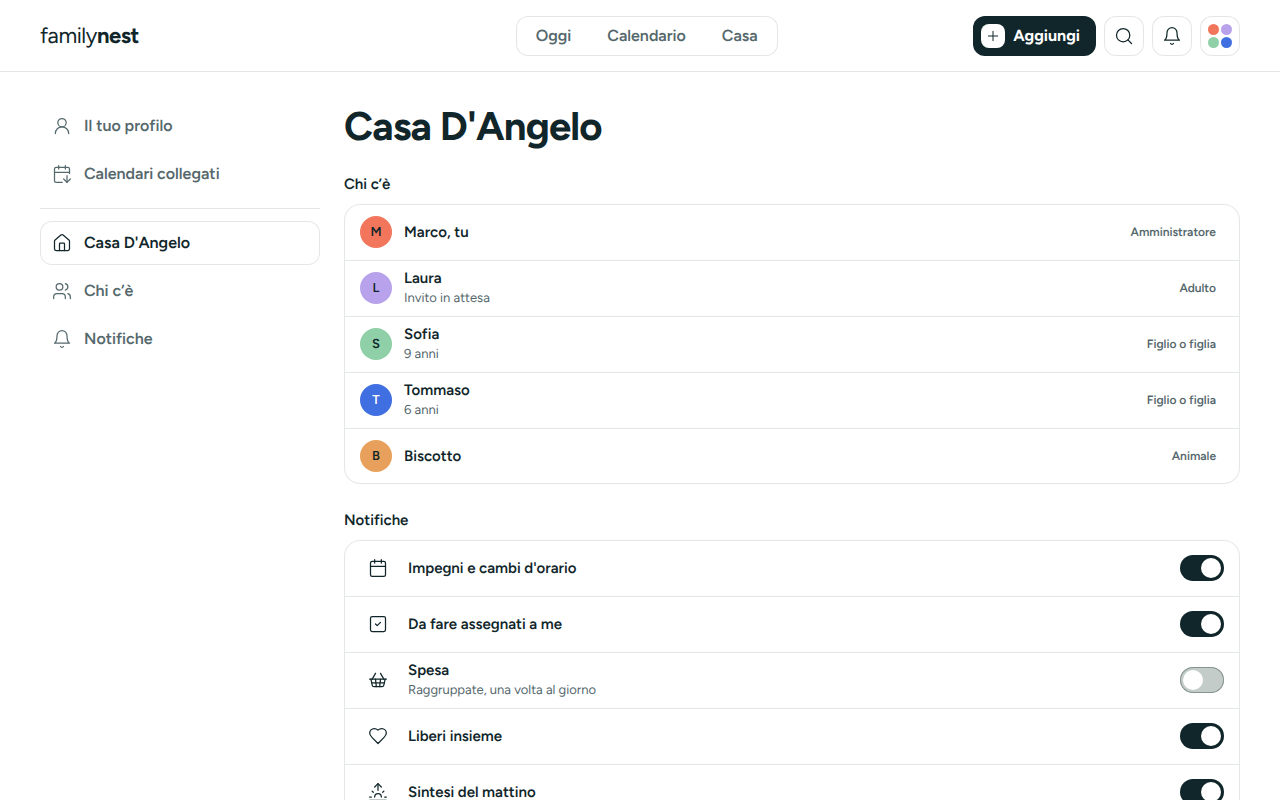 familynest
Oggi
Calendario
Casa
Aggiungi
Il tuo profilo
Calendari collegati
Casa D'Angelo
Chi c’è
Notifiche
Casa D'Angelo
Chi c’è
M
Marco, tu
Amministratore
L
Laura
Invito in attesa
Adulto
S
Sofia
9 anni
Figlio o figlia
T
Tommaso
6 anni
Figlio o figlia
B
Biscotto
Animale
Notifiche
Impegni e cambi d'orario
Da fare assegnati a me
Spesa
Raggruppate, una volta al giorno
Liberi insieme
Sintesi del mattino